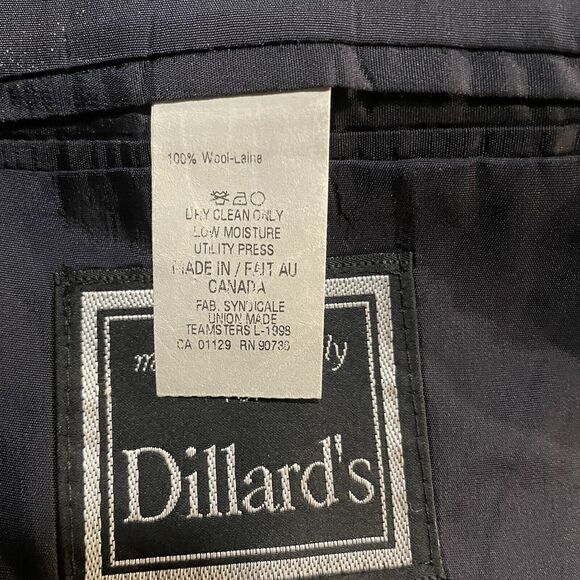 100% Wool-Laine
DRY CLEAN ONLY
LOW MOISTURE
UTILITY PRESS
MADE IN / FAIT AU
CANADA
FAB. SYNDICALE
UNION MADE
TEAMSTERS L-1998
CA 01129 RN 90736
Dillard's